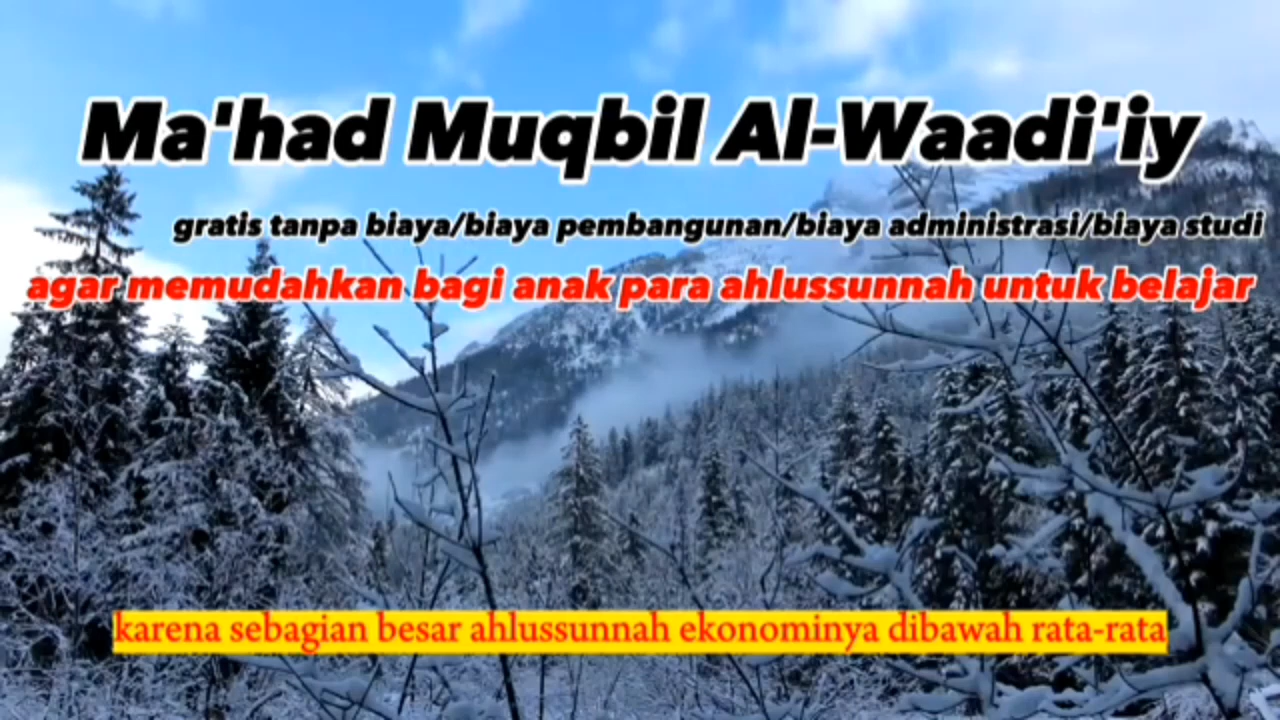 Ma'had Muqbil Al-Waadi'iy
gratis tanpa biaya/biaya pembangunan/biaya administrasi/biaya studi
agar memudahkan bagi anak para ahlussunnah untuk belajar
karena sebagian besar ahlussunnah ekonominya dibawah rata-rata